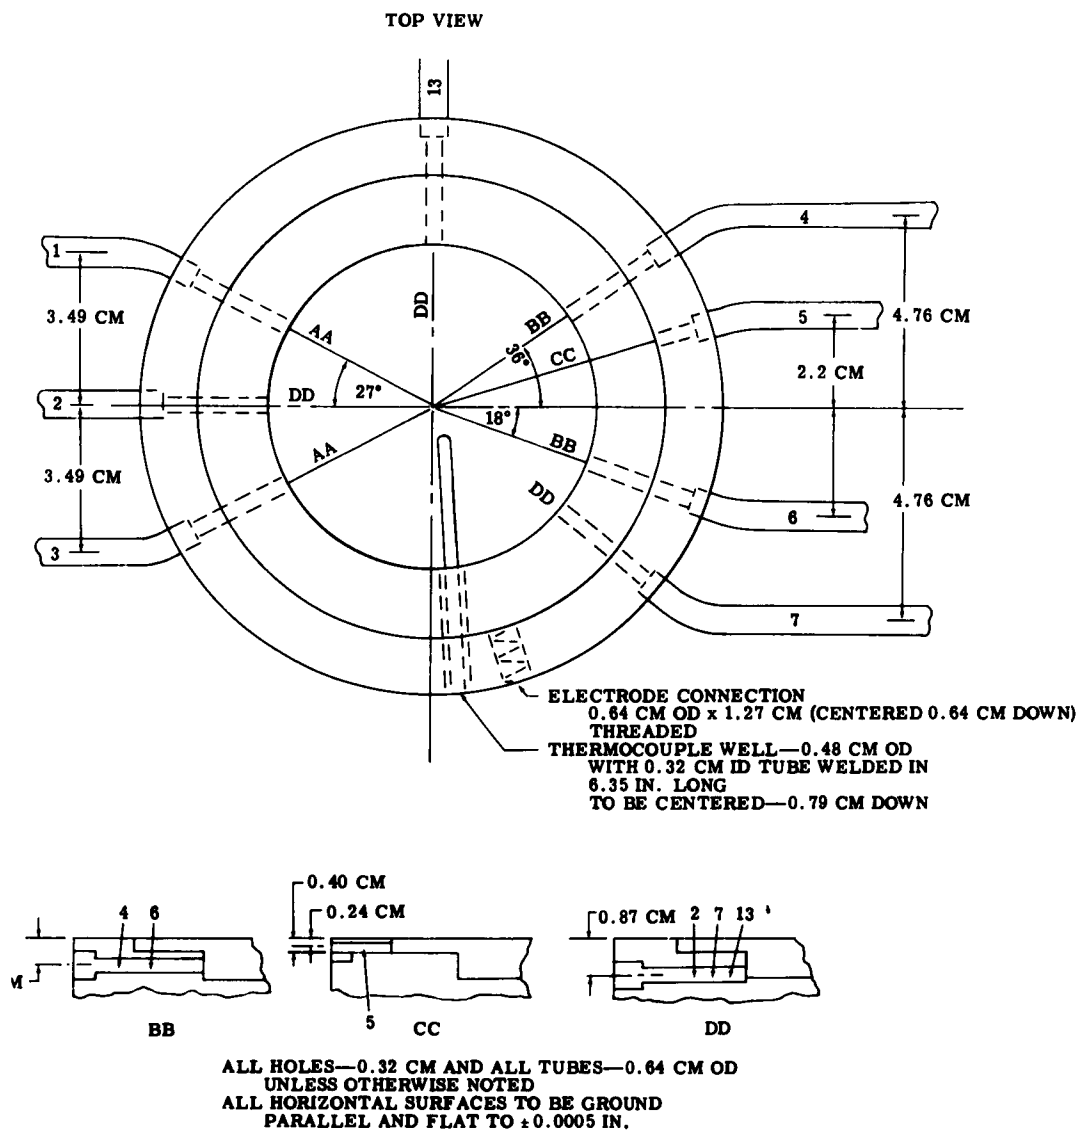 TOP VIEW
13
1
4
3.49 CM
DD
AA
BB
5
4.76 CM
36°
CC
2.2 CM
2
DD
27°
18°
AA
BB
3.49 CM
DD
4.76 CM
6
3
7
ELECTRODE CONNECTION
0.64 CM OD x 1.27 CM (CENTERED 0.64 CM DOWN)
THREADED
THERMOCOUPLE WELL—0.48 CM OD
WITH 0.32 CM ID TUBE WELDED IN
6.35 IN. LONG
TO BE CENTERED—0.79 CM DOWN
0.40 CM
0.24 CM
4 6
0.87 CM 2 7 13
M
5
BB
CC
DD
ALL HOLES—0.32 CM AND ALL TUBES—0.64 CM OD
UNLESS OTHERWISE NOTED
ALL HORIZONTAL SURFACES TO BE GROUND
PARALLEL AND FLAT TO ±0.0005 IN.